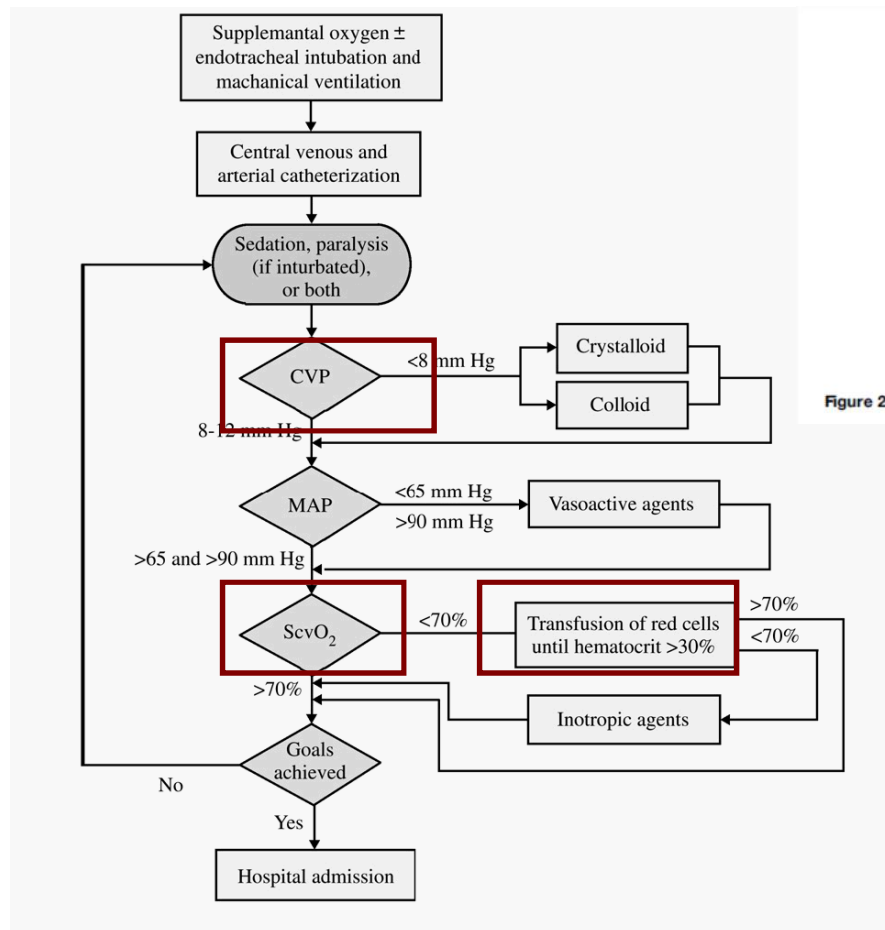 Supplemantal oxygen ±
endotracheal intubation and
machanical ventilation
Central venous and
arterial catheterization
Sedation, paralysis
(if inturbated),
or both
CVP
<8 mm Hg
Crystalloid
Colloid
Figure 2
8-12 mm Hg
MAP
<65 mm Hg
>90 mm Hg
Vasoactive agents
>65 and >90 mm Hg
ScvO2
<70%
Transfusion of red cells
until hematocrit >30%
>70%
<70%
>70%
Inotropic agents
Goals
achieved
No
Yes
Hospital admission